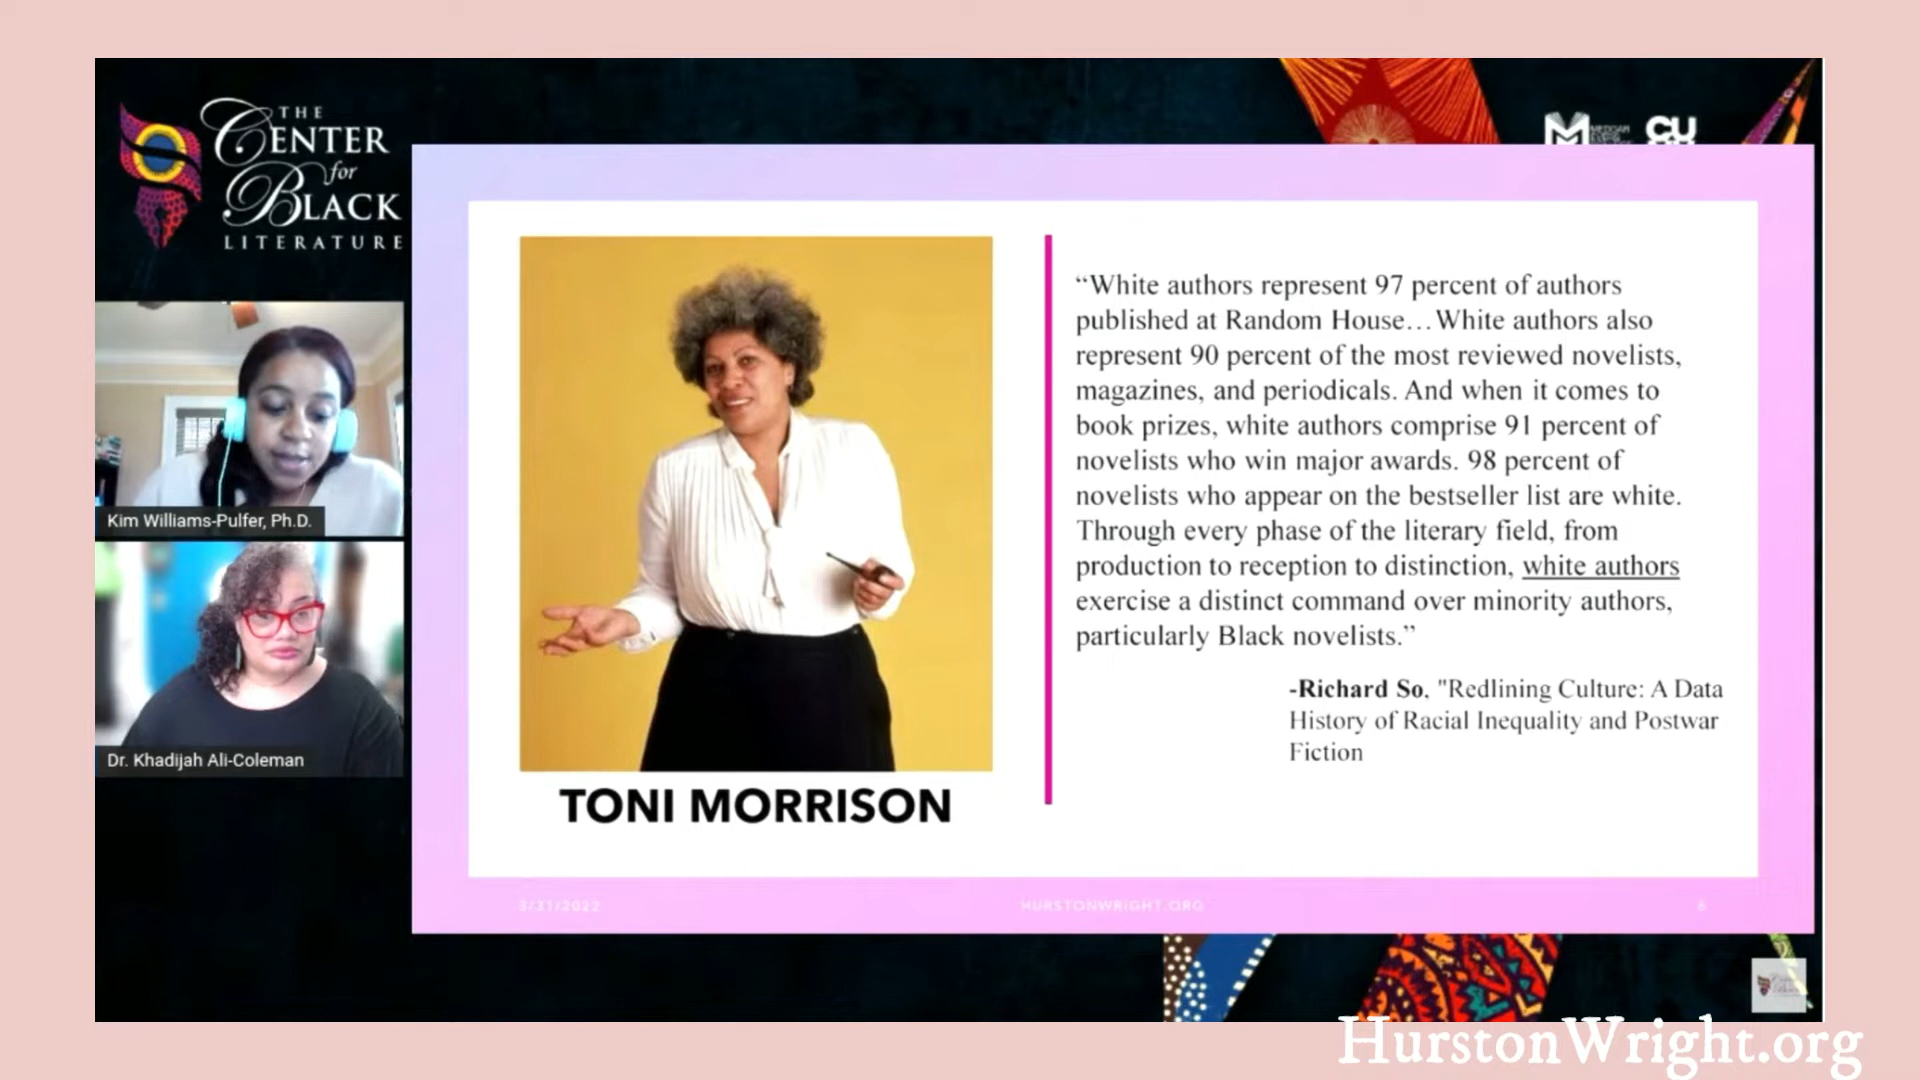 THE
CENTER
for
BLACK
LITERATURE
CU
Kim Williams-Pulfer, Ph.D.
Dr. Khadijah Ali-Coleman
TONI MORRISON
“White authors represent 97 percent of authors
published at Random House…White authors also
represent 90 percent of the most reviewed novelists,
magazines, and periodicals. And when it comes to
book prizes, white authors comprise 91 percent of
novelists who win major awards. 98 percent of
novelists who appear on the bestseller list are white.
Through every phase of the literary field, from
production to reception to distinction, white authors
exercise a distinct command over minority authors,
particularly Black novelists.”
-Richard So, "Redlining Culture: A Data
History of Racial Inequality and Postwar
Fiction
3/31/2022
HURSTONWRIGHT.ORG
6
HurstonWright.org